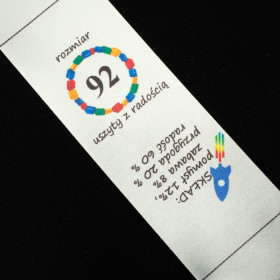 rozmiar
92
uszyty z radością
SKŁAD:
pomysł 12%,
zabawa 8%
przygoda 20 %
radość 60 %